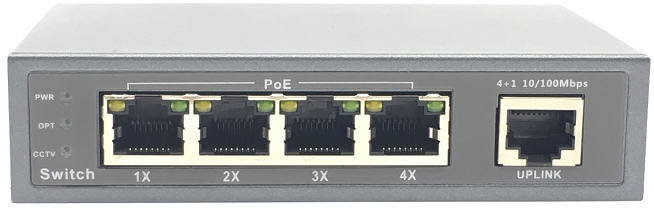 PoE
4+1 10/100Mbps
PWR
OPT
CCTV
Switch
1X
2X
3X
4X
UPLINK